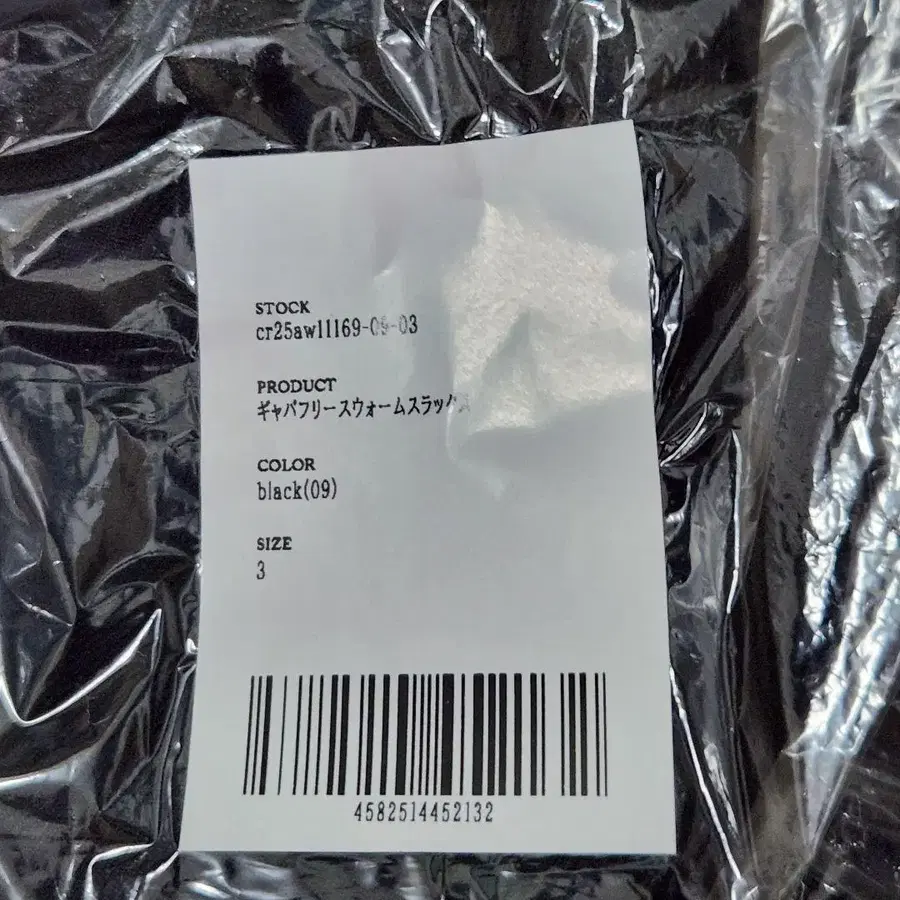 STOCK
cr25aw11169-09-03
PRODUCT
ギャバフリースウォームスラックス
COLOR
black(09)
SIZE
3
4582514452132